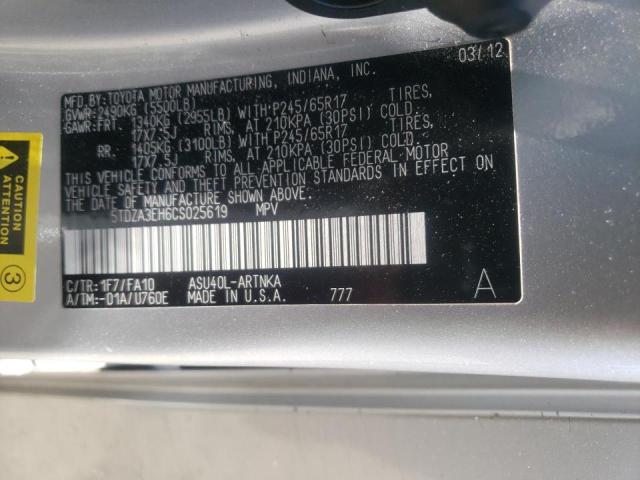 03/12
MFD.BY:TOYOTA MOTOR MANUFACTURING, INDIANA, INC.
GVWR:2490KG (5500LB)
GAWR:FRT. 1340KG (2955LB) WITH P245/65R17 TIRES,
17X7.5J RIMS, AT 210KPA (30PSI) COLD.
RR. 1405KG (3100LB) WITH P245/65R17 TIRES,
17X7.5J RIMS, AT 210KPA (30PSI) COLD.
THIS VEHICLE CONFORMS TO ALL APPLICABLE FEDERAL MOTOR
VEHICLE SAFETY AND THEFT PREVENTION STANDARDS IN EFFECT ON
THE DATE OF MANUFACTURE SHOWN ABOVE.
5TDZA3EH6CS025619 MPV
C/TR:1F7/FA10 ASU40L-ARTNKA
A/TM:-01A/U760E MADE IN U.S.A. 777
A
CAUTION
ATTENTION
3